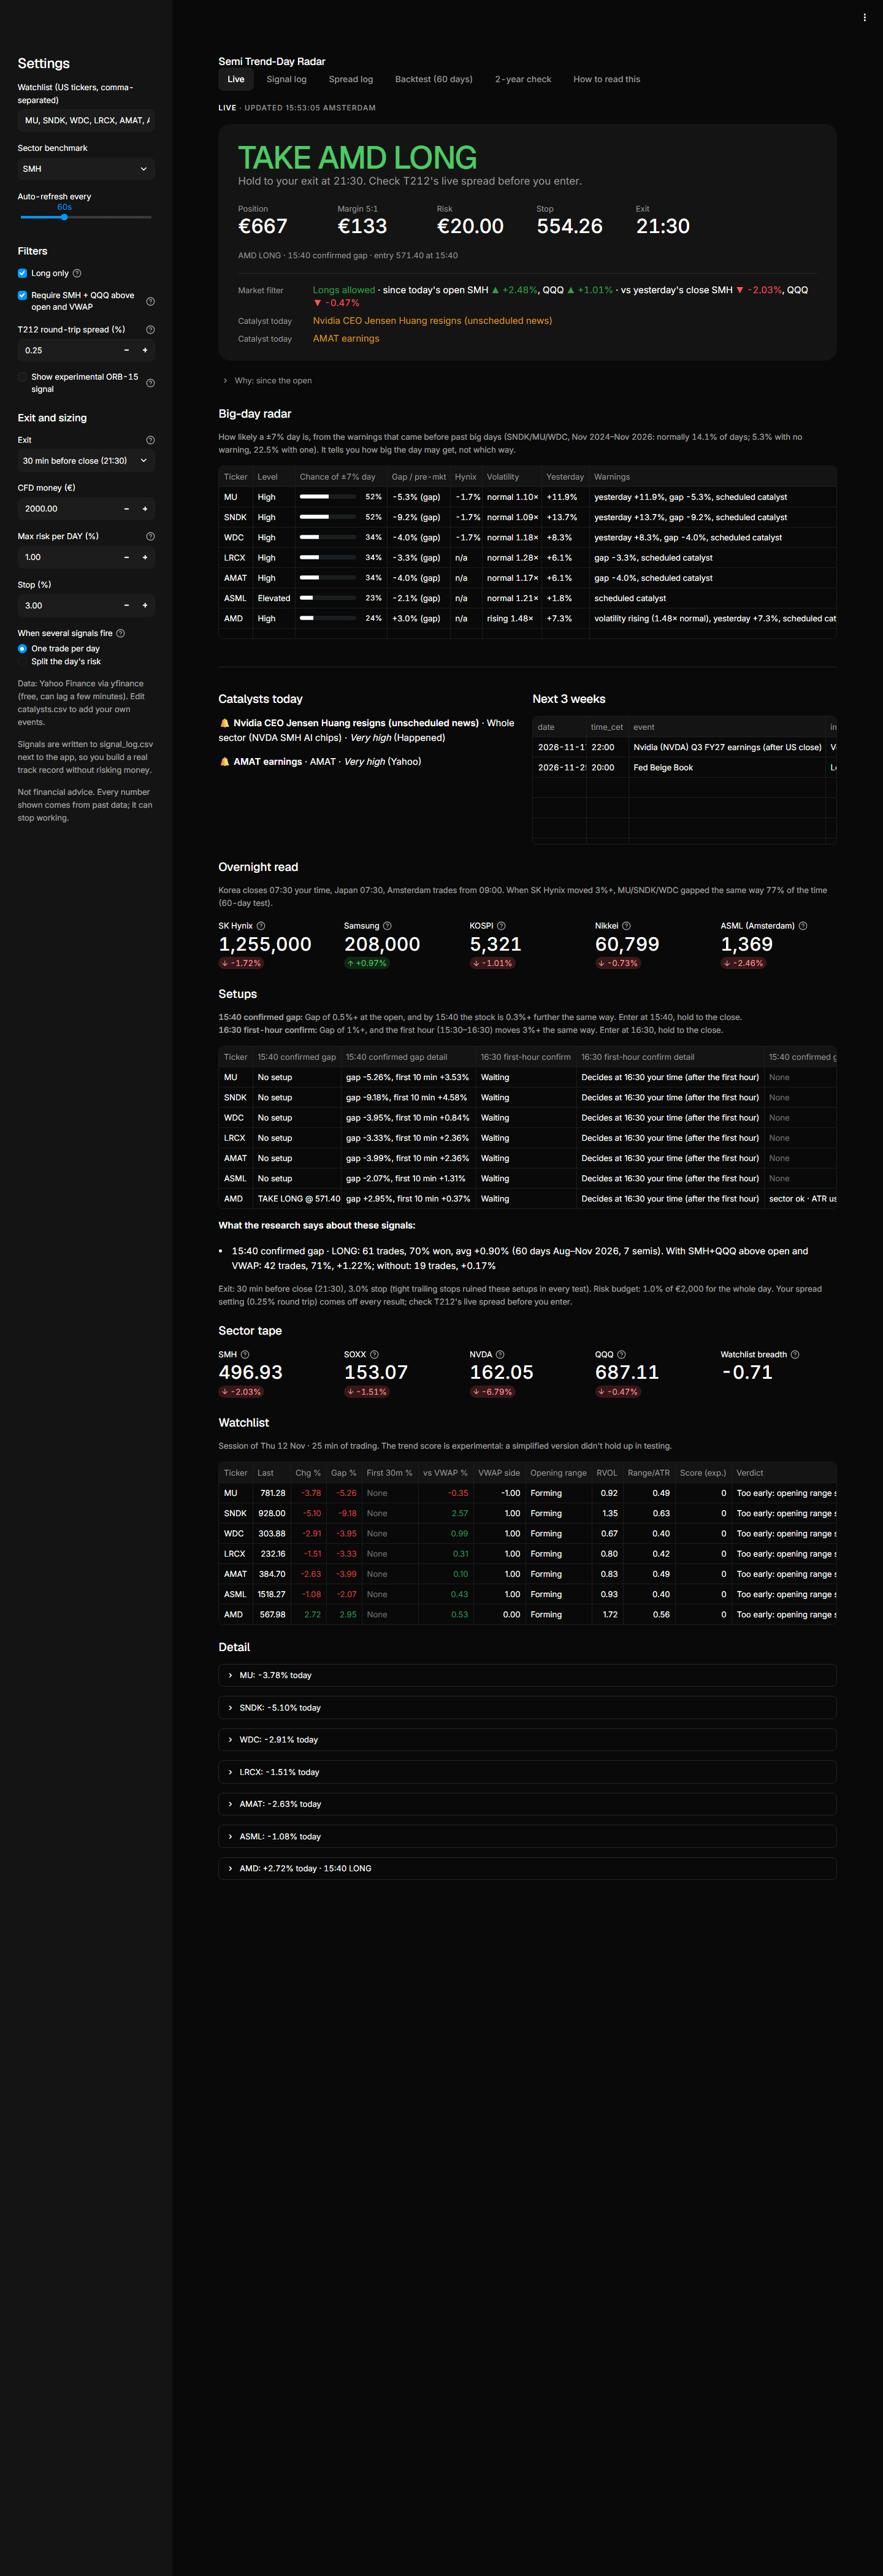 Settings
Watchlist (US tickers, comma-
separated)
MU, SNDK, WDC, LRCX, AMAT,
Sector benchmark
SMH
Auto-refresh every
60s
Filters
Long only
Require SMH + QQQ above
open and VWAP
T212 round-trip spread (%)
0.25
Show experimental ORB-15
signal
Exit and sizing
Exit
30 min before close (21:30)
CFD money (€)
2000.00
Max risk per DAY (%)
1.00
Stop (%)
3.00
When several signals fire
One trade per day
Split the day's risk
Data: Yahoo Finance via yfinance
(free, can lag a few minutes). Edit
catalysts.csv to add your own
events.
Signals are written to signal_log.csv
next to the app, so you build a real
track record without risking money.
Not financial advice. Every number
shown comes from past data; it can
stop working.
Semi Trend-Day Radar
Live Signal log Spread log Backtest (60 days) 2-year check How to read this
LIVE · UPDATED 15:53:05 AMSTERDAM
TAKE AMD LONG
Hold to your exit at 21:30. Check T212's live spread before you enter.
Position Margin 5:1 Risk Stop Exit
€667 €133 €20.00 554.26 21:30
AMD LONG · 15:40 confirmed gap · entry 571.40 at 15:40
Market filter Longs allowed · since today's open SMH ▲ +2.48%, QQQ ▲ +1.01% · vs yesterday's close SMH ▼ -2.03%, QQQ
▼ -0.47%
Catalyst today Nvidia CEO Jensen Huang resigns (unscheduled news)
Catalyst today AMAT earnings
Why: since the open
Big-day radar
How likely a ±7% day is, from the warnings that came before past big days (SNDK/MU/WDC, Nov 2024–Nov 2026: normally 14.1% of days; 5.3% with no
warning, 22.5% with one). It tells you how big the day may get, not which way.
Ticker Level Chance of ±7% day Gap / pre-mkt Hynix Volatility Yesterday Warnings
MU High 52% -5.3% (gap) -1.7% normal 1.10× +11.9% yesterday +11.9%, gap -5.3%, scheduled catalyst
SNDK High 52% -9.2% (gap) -1.7% normal 1.09× +13.7% yesterday +13.7%, gap -9.2%, scheduled catalyst
WDC High 34% -4.0% (gap) -1.7% normal 1.18× +8.3% yesterday +8.3%, gap -4.0%, scheduled catalyst
LRCX High 34% -3.3% (gap) n/a normal 1.28× +6.1% gap -3.3%, scheduled catalyst
AMAT High 34% -4.0% (gap) n/a normal 1.17× +6.1% gap -4.0%, scheduled catalyst
ASML Elevated 23% -2.1% (gap) n/a normal 1.21× +1.8% scheduled catalyst
AMD High 24% +3.0% (gap) n/a rising 1.48× +7.3% volatility rising (1.48× normal), yesterday +7.3%, scheduled cat
Catalysts today
Nvidia CEO Jensen Huang resigns (unscheduled news) · Whole
sector (NVDA SMH AI chips) · Very high (Happened)
AMAT earnings · AMAT · Very high (Yahoo)
Next 3 weeks
date time_cet event
2026-11-1 22:00 Nvidia (NVDA) Q3 FY27 earnings (after US close)
2026-11-2 20:00 Fed Beige Book
Overnight read
Korea closes 07:30 your time, Japan 07:30, Amsterdam trades from 09:00. When SK Hynix moved 3%+, MU/SNDK/WDC gapped the same way 77% of the time
(60-day test).
SK Hynix Samsung KOSPI Nikkei ASML (Amsterdam)
1,255,000 208,000 5,321 60,799 1,369
↓ -1.72% ↑ +0.97% ↓ -1.01% ↓ -0.73% ↓ -2.46%
Setups
15:40 confirmed gap: Gap of 0.5%+ at the open, and by 15:40 the stock is 0.3%+ further the same way. Enter at 15:40, hold to the close.
16:30 first-hour confirm: Gap of 1%+, and the first hour (15:30–16:30) moves 3%+ the same way. Enter at 16:30, hold to the close.
Ticker 15:40 confirmed gap 15:40 confirmed gap detail 16:30 first-hour confirm 16:30 first-hour confirm detail 15:40 confirmed g
MU No setup gap -5.26%, first 10 min +3.53% Waiting Decides at 16:30 your time (after the first hour) None
SNDK No setup gap -9.18%, first 10 min +4.58% Waiting Decides at 16:30 your time (after the first hour) None
WDC No setup gap -3.95%, first 10 min +0.84% Waiting Decides at 16:30 your time (after the first hour) None
LRCX No setup gap -3.33%, first 10 min +2.36% Waiting Decides at 16:30 your time (after the first hour) None
AMAT No setup gap -3.99%, first 10 min +2.36% Waiting Decides at 16:30 your time (after the first hour) None
ASML No setup gap -2.07%, first 10 min +1.31% Waiting Decides at 16:30 your time (after the first hour) None
AMD TAKE LONG @ 571.40 gap +2.95%, first 10 min +0.37% Waiting Decides at 16:30 your time (after the first hour) sector ok · ATR us
What the research says about these signals:
• 15:40 confirmed gap · LONG: 61 trades, 70% won, avg +0.90% (60 days Aug–Nov 2026, 7 semis). With SMH+QQQ above open and
VWAP: 42 trades, 71%, +1.22%; without: 19 trades, +0.17%
Exit: 30 min before close (21:30), 3.0% stop (tight trailing stops ruined these setups in every test). Risk budget: 1.0% of €2,000 for the whole day. Your spread
setting (0.25% round trip) comes off every result; check T212's live spread before you enter.
Sector tape
SMH SOXX NVDA QQQ Watchlist breadth
496.93 153.07 162.05 687.11 -0.71
↓ -2.03% ↓ -1.51% ↓ -6.79% ↓ -0.47%
Watchlist
Session of Thu 12 Nov · 25 min of trading. The trend score is experimental: a simplified version didn't hold up in testing.
Ticker Last Chg % Gap % First 30m % vs VWAP % VWAP side Opening range RVOL Range/ATR Score (exp.) Verdict
MU 781.28 -3.78 -5.26 None -0.35 -1.00 Forming 0.92 0.49 0 Too early: opening range s
SNDK 928.00 -5.10 -9.18 None 2.57 1.00 Forming 1.35 0.63 0 Too early: opening range s
WDC 303.88 -2.91 -3.95 None 0.99 1.00 Forming 0.67 0.40 0 Too early: opening range s
LRCX 232.16 -1.51 -3.33 None 0.31 1.00 Forming 0.80 0.42 0 Too early: opening range s
AMAT 384.70 -2.63 -3.99 None 0.10 1.00 Forming 0.83 0.49 0 Too early: opening range s
ASML 1518.27 -1.08 -2.07 None 0.43 1.00 Forming 0.93 0.40 0 Too early: opening range s
AMD 567.98 2.72 2.95 None 0.53 0.00 Forming 1.72 0.56 0 Too early: opening range s
Detail
MU: -3.78% today
SNDK: -5.10% today
WDC: -2.91% today
LRCX: -1.51% today
AMAT: -2.63% today
ASML: -1.08% today
AMD: +2.72% today · 15:40 LONG